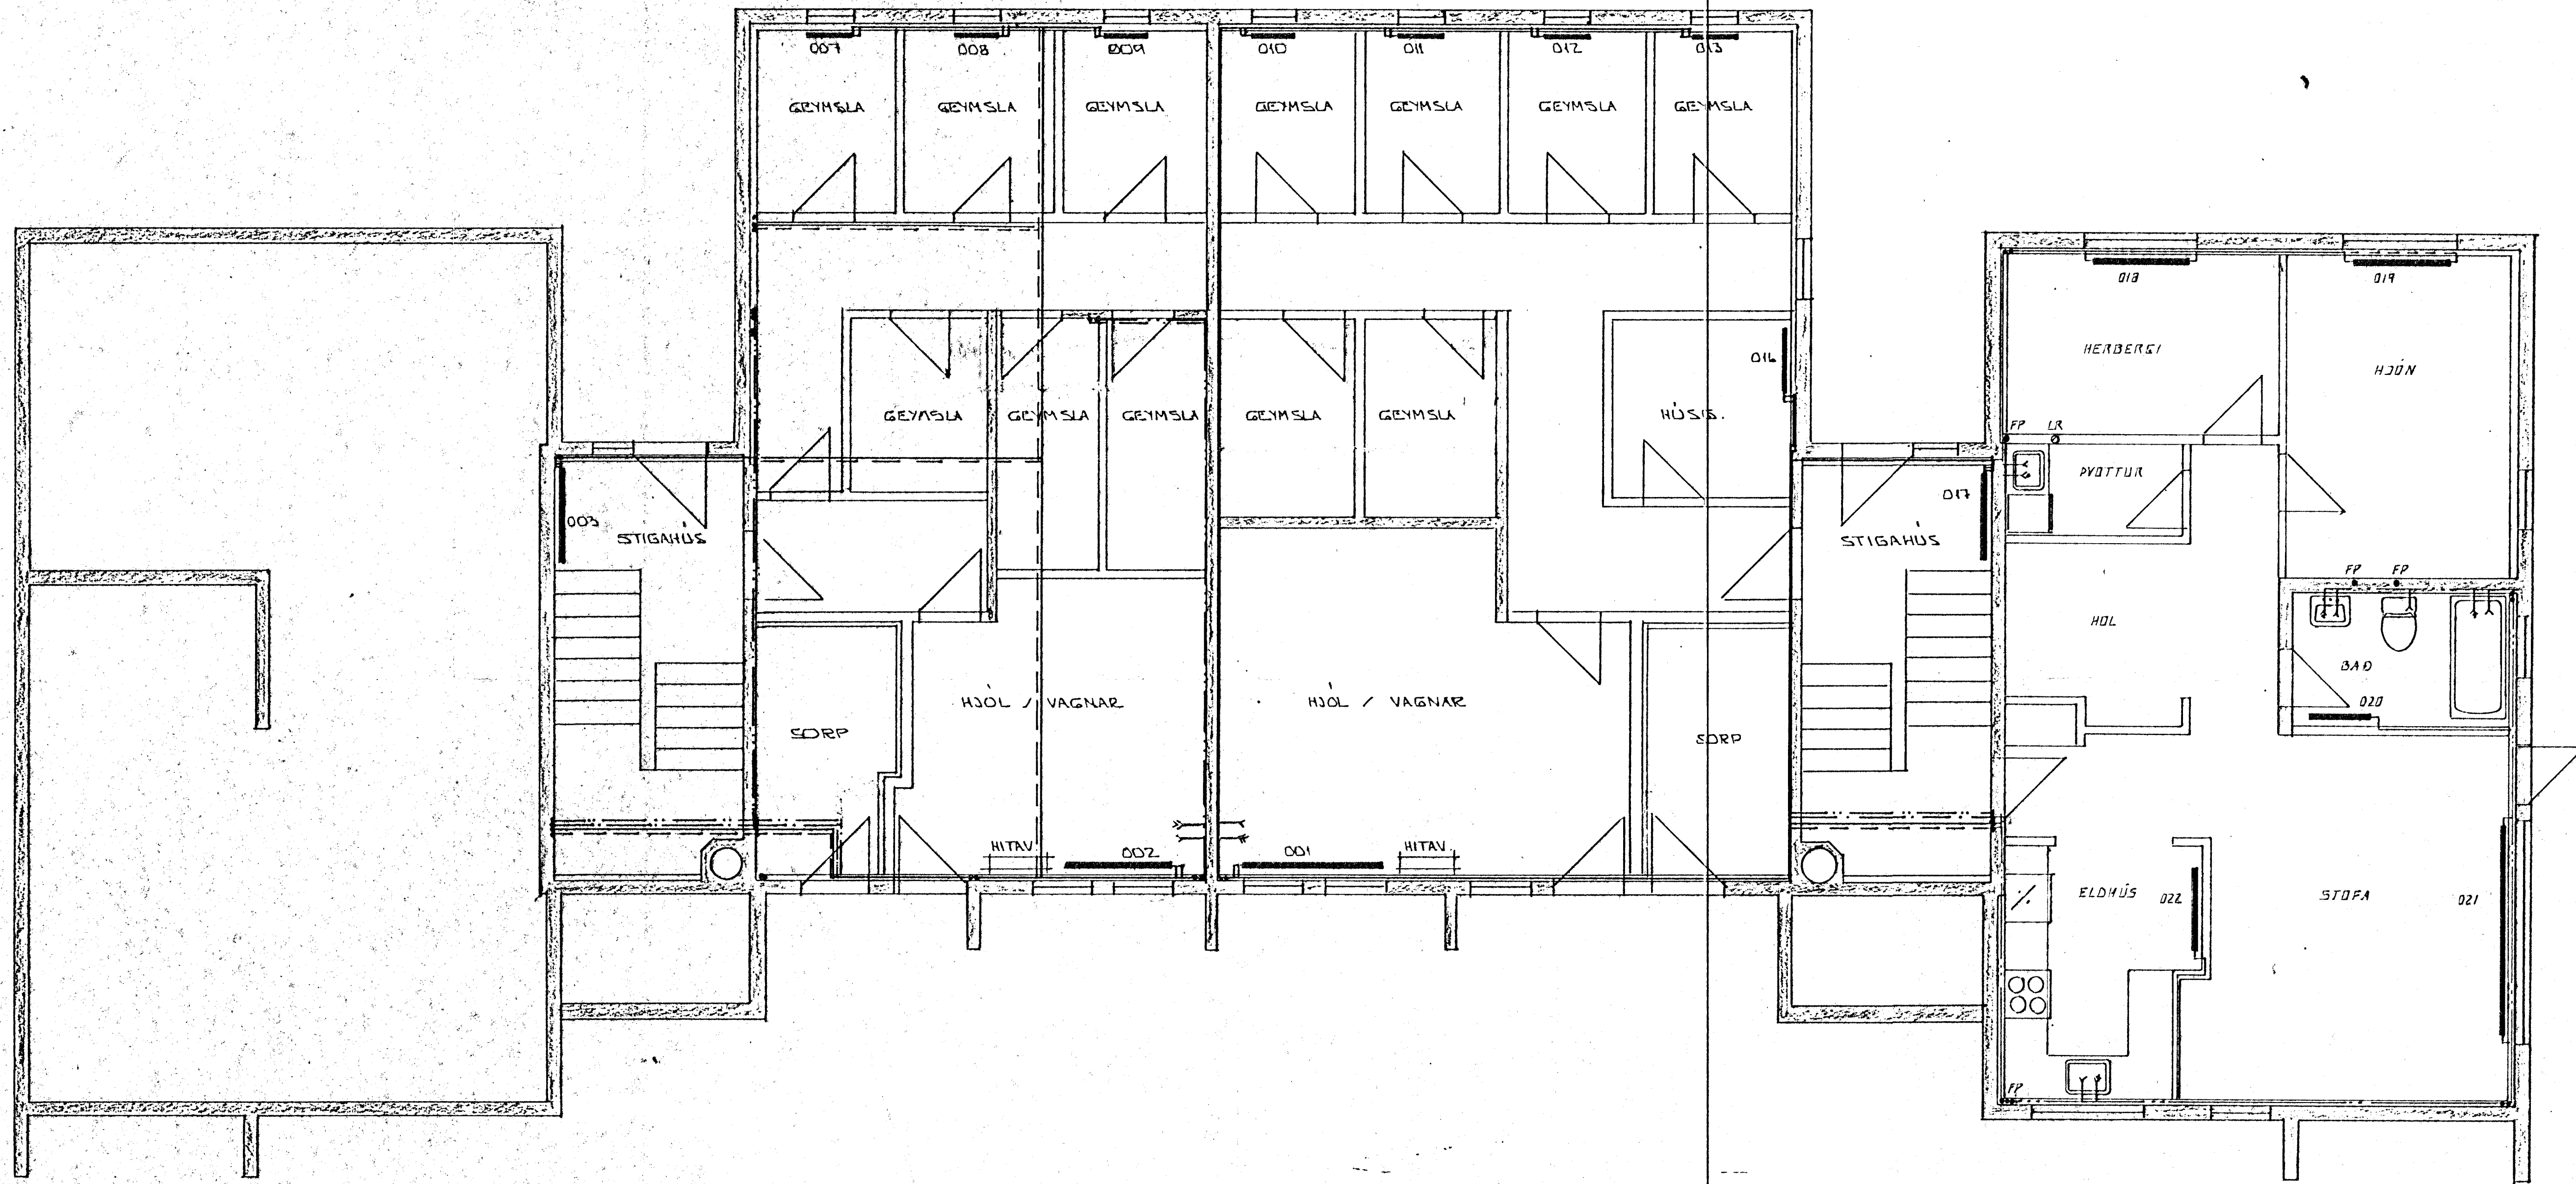 007 008 009 010 011 012 013
GEYMSLA GEYMSLA GEYMSLA GEYMSLA GEYMSLA GEYMSLA GEYMSLA
018 019
HERBERGI
HJÓN
016
GEYMSLA GEYMSLA GEYMSLA GEYMSLA GEYMSLA HÚSG.
FP LR
ÞVOTTUR
003
STIGAHÚS
017
STIGAHÚS
FP FP
HOL
BAÐ
020
HJÓL / VAGNAR HJÓL / VAGNAR
SORP SORP
HITAV. 002 001 HITAV.
ELDHÚS 022 STOFA 021
FP